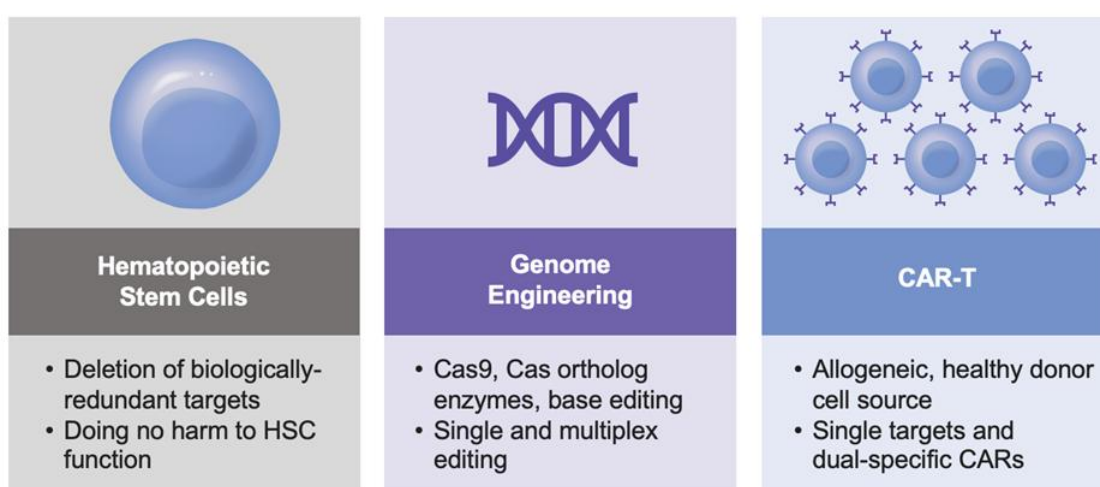 Hematopoietic
Stem Cells
• Deletion of biologically-
redundant targets
• Doing no harm to HSC
function
Genome
Engineering
• Cas9, Cas ortholog
enzymes, base editing
• Single and multiplex
editing
CAR-T
• Allogeneic, healthy donor
cell source
• Single targets and
dual-specific CARs